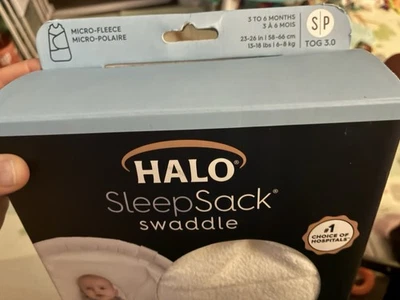 MICRO-FLEECE
MICRO-POLAIRE
3 TO 6 MONTHS
3 À 6 MOIS
23-26 in | 58-66 cm
13-18 lbs | 6-8 kg
S|P
TOG 3.0
HALO®
SleepSack®
swaddle
#1
CHOICE OF
HOSPITALS